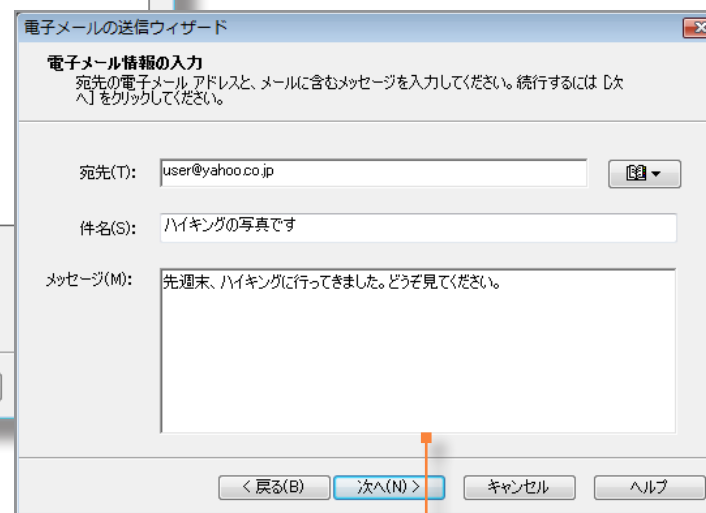 電子メールの送信ウィザード
電子メール情報の入力
宛先の電子メール アドレスと、メールに含むメッセージを入力してください。続行するには [次
へ] をクリックしてください。
宛先(T): user@yahoo.co.jp
件名(S): ハイキングの写真です
メッセージ(M): 先週末、ハイキングに行ってきました。どうぞ見てください。
< 戻る(B) 次へ(N) > キャンセル ヘルプ